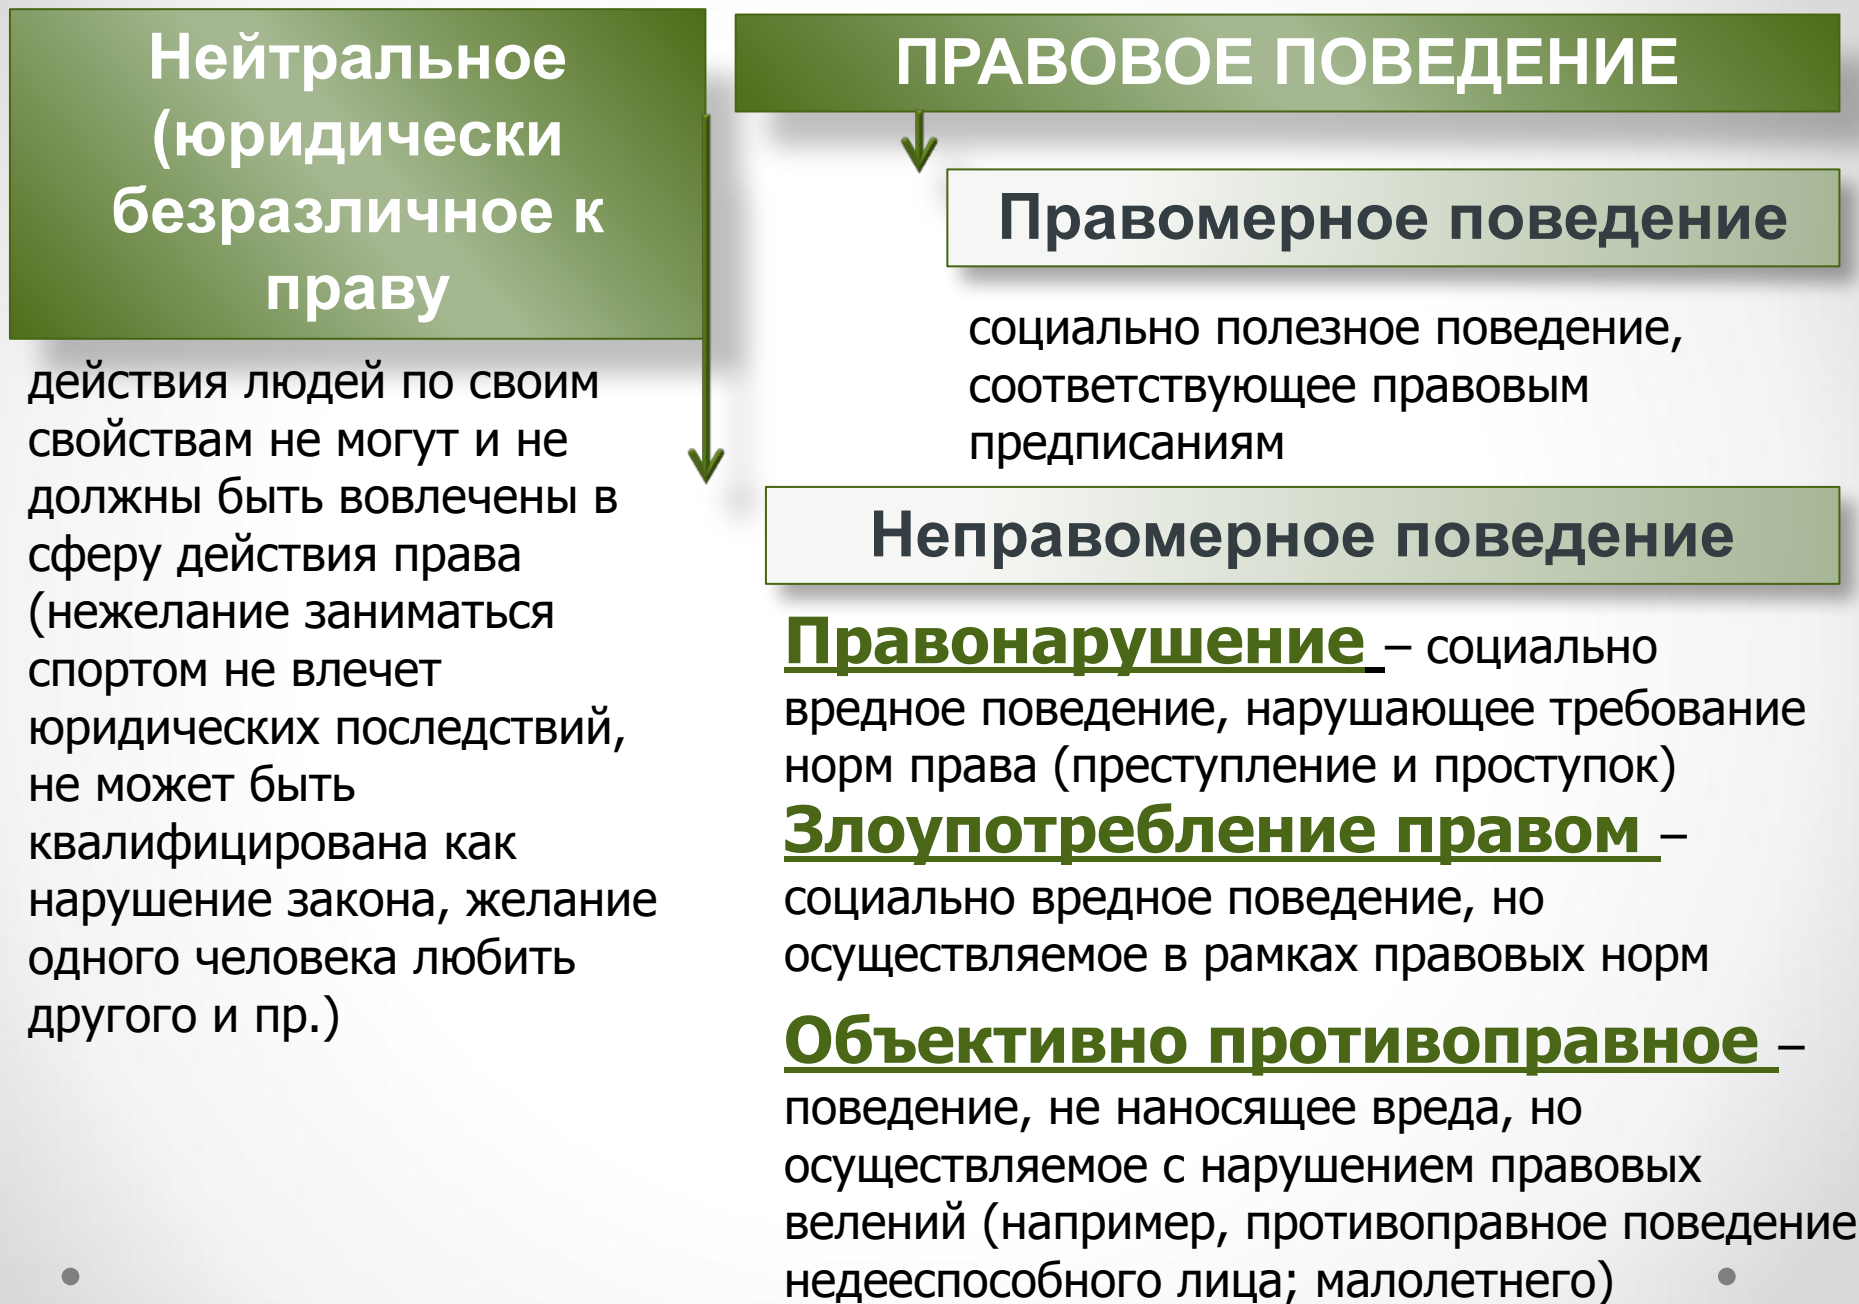 Нейтральное
(юридически
безразличное к
праву
действия людей по своим
свойствам не могут и не
должны быть вовлечены в
сферу действия права
(нежелание заниматься
спортом не влечет
юридических последствий,
не может быть
квалифицирована как
нарушение закона, желание
одного человека любить
другого и пр.)
ПРАВОВОЕ ПОВЕДЕНИЕ
Правомерное поведение
социально полезное поведение,
соответствующее правовым
предписаниям
Неправомерное поведение
Правонарушение – социально
вредное поведение, нарушающее требование
норм права (преступление и проступок)
Злоупотребление правом –
социально вредное поведение, но
осуществляемое в рамках правовых норм
Объективно противоправное –
поведение, не наносящее вреда, но
осуществляемое с нарушением правовых
велений (например, противоправное поведение
недееспособного лица; малолетнего)